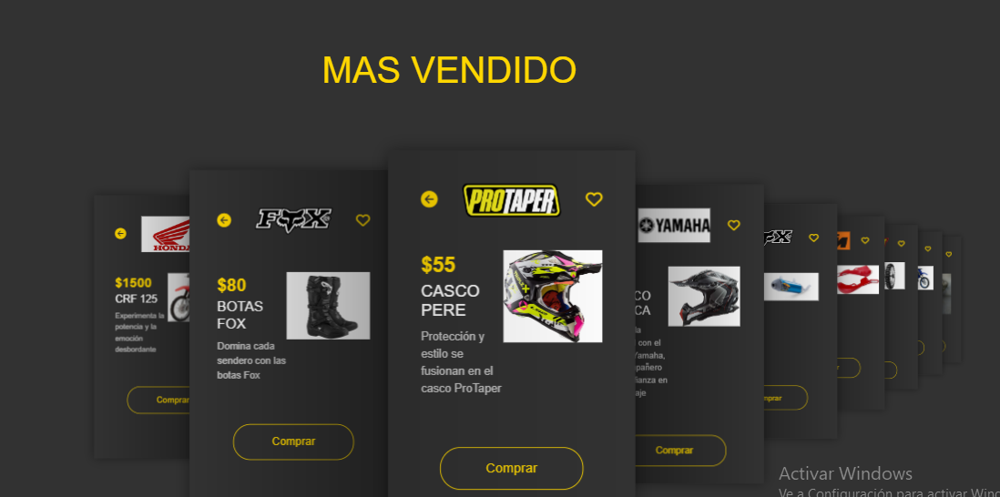 MAS VENDIDO
HONDA
$1500
CRF 125
Experimenta la
potencia y la
emoción
desbordante
Comprar
FOX
$80
BOTAS
FOX
Domina cada
sendero con las
botas Fox
Comprar
PROTAPER
$55
CASCO
PERE
Protección y
estilo se
fusionan en el
casco ProTaper
Comprar
YAMAHA
CO
CA
la
con el
Yamaha,
pañero
ianza en
aje
Comprar
FOX
mprar
Activar Windows
Ve a Configuración para activar Wind